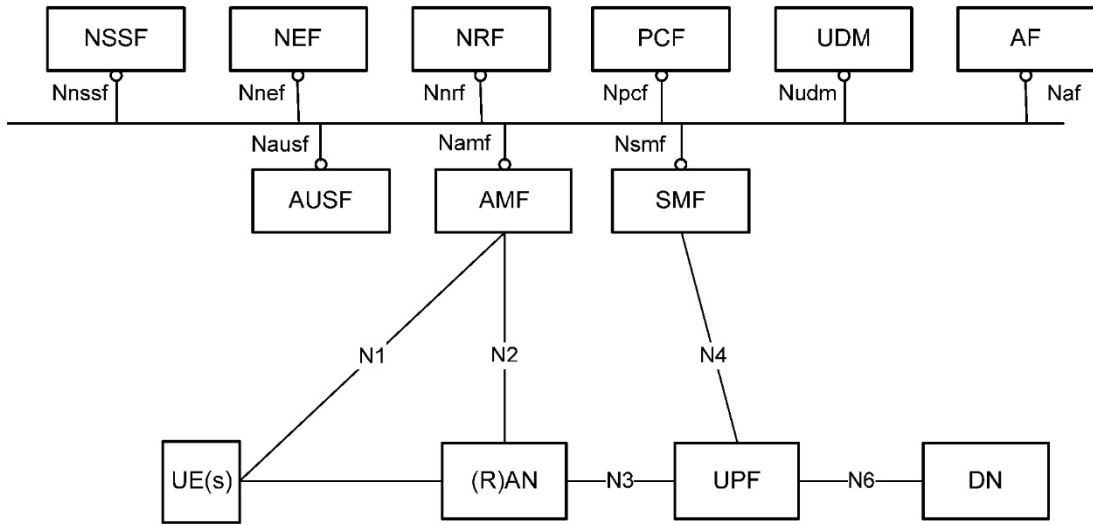 NSSF NEF NRF PCF UDM AF
Nnssf Nnef Nnrf Npcf Nudm Naf
Nausf Namf Nsmf
AUSF AMF SMF
N1 N2 N4
UE(s) (R)AN N3 UPF N6 DN